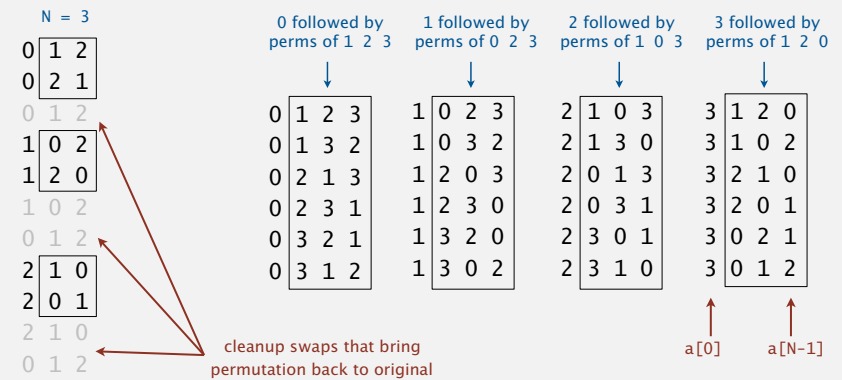 N = 3
0 1 2
0 2 1
0 1 2
1 0 2
1 2 0
1 0 2
0 1 2
2 1 0
2 0 1
2 1 0
0 1 2
cleanup swaps that bring
permutation back to original
0 followed by
perms of 1 2 3
0 1 2 3
0 1 3 2
0 2 1 3
0 2 3 1
0 3 2 1
0 3 1 2
1 followed by
perms of 0 2 3
1 0 2 3
1 0 3 2
1 2 0 3
1 2 3 0
1 3 2 0
1 3 0 2
2 followed by
perms of 1 0 3
2 1 0 3
2 1 3 0
2 0 1 3
2 0 3 1
2 3 0 1
2 3 1 0
3 followed by
perms of 1 2 0
3 1 2 0
3 1 0 2
3 2 1 0
3 2 0 1
3 0 2 1
3 0 1 2
a[0] a[N-1]